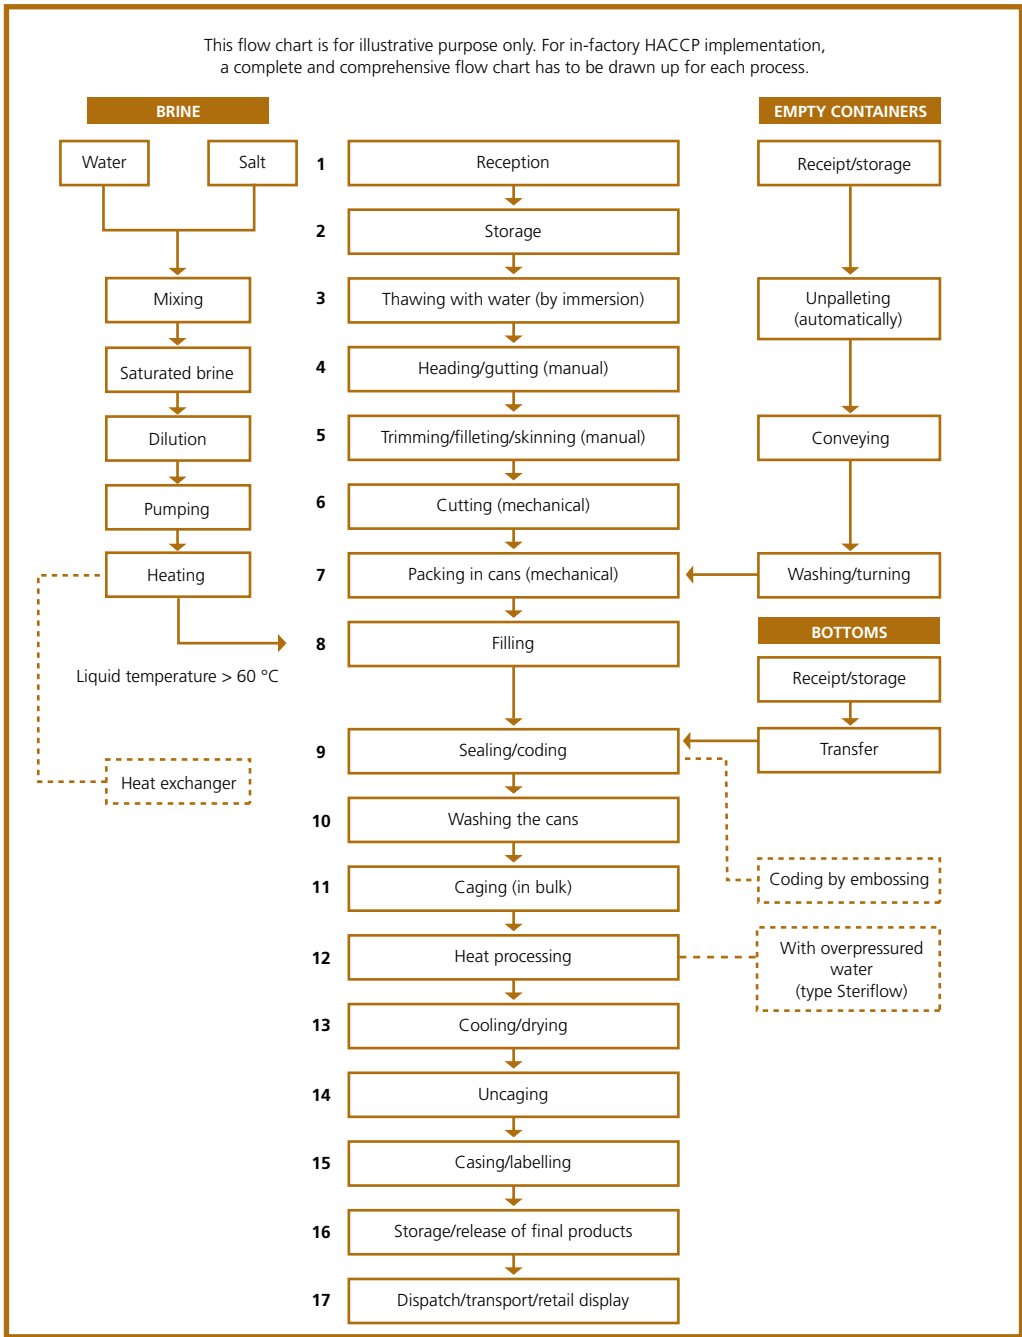 This flow chart is for illustrative purpose only. For in-factory HACCP implementation,
a complete and comprehensive flow chart has to be drawn up for each process.
BRINE
Water
Salt
Mixing
Saturated brine
Dilution
Pumping
Heating
Liquid temperature > 60 °C
Heat exchanger
1 Reception
2 Storage
3 Thawing with water (by immersion)
4 Heading/gutting (manual)
5 Trimming/filleting/skinning (manual)
6 Cutting (mechanical)
7 Packing in cans (mechanical)
8 Filling
9 Sealing/coding
10 Washing the cans
11 Caging (in bulk)
12 Heat processing
13 Cooling/drying
14 Uncaging
15 Casing/labelling
16 Storage/release of final products
17 Dispatch/transport/retail display
EMPTY CONTAINERS
Receipt/storage
Unpalleting
(automatically)
Conveying
Washing/turning
BOTTOMS
Receipt/storage
Transfer
Coding by embossing
With overpressured
water
(type Steriflow)